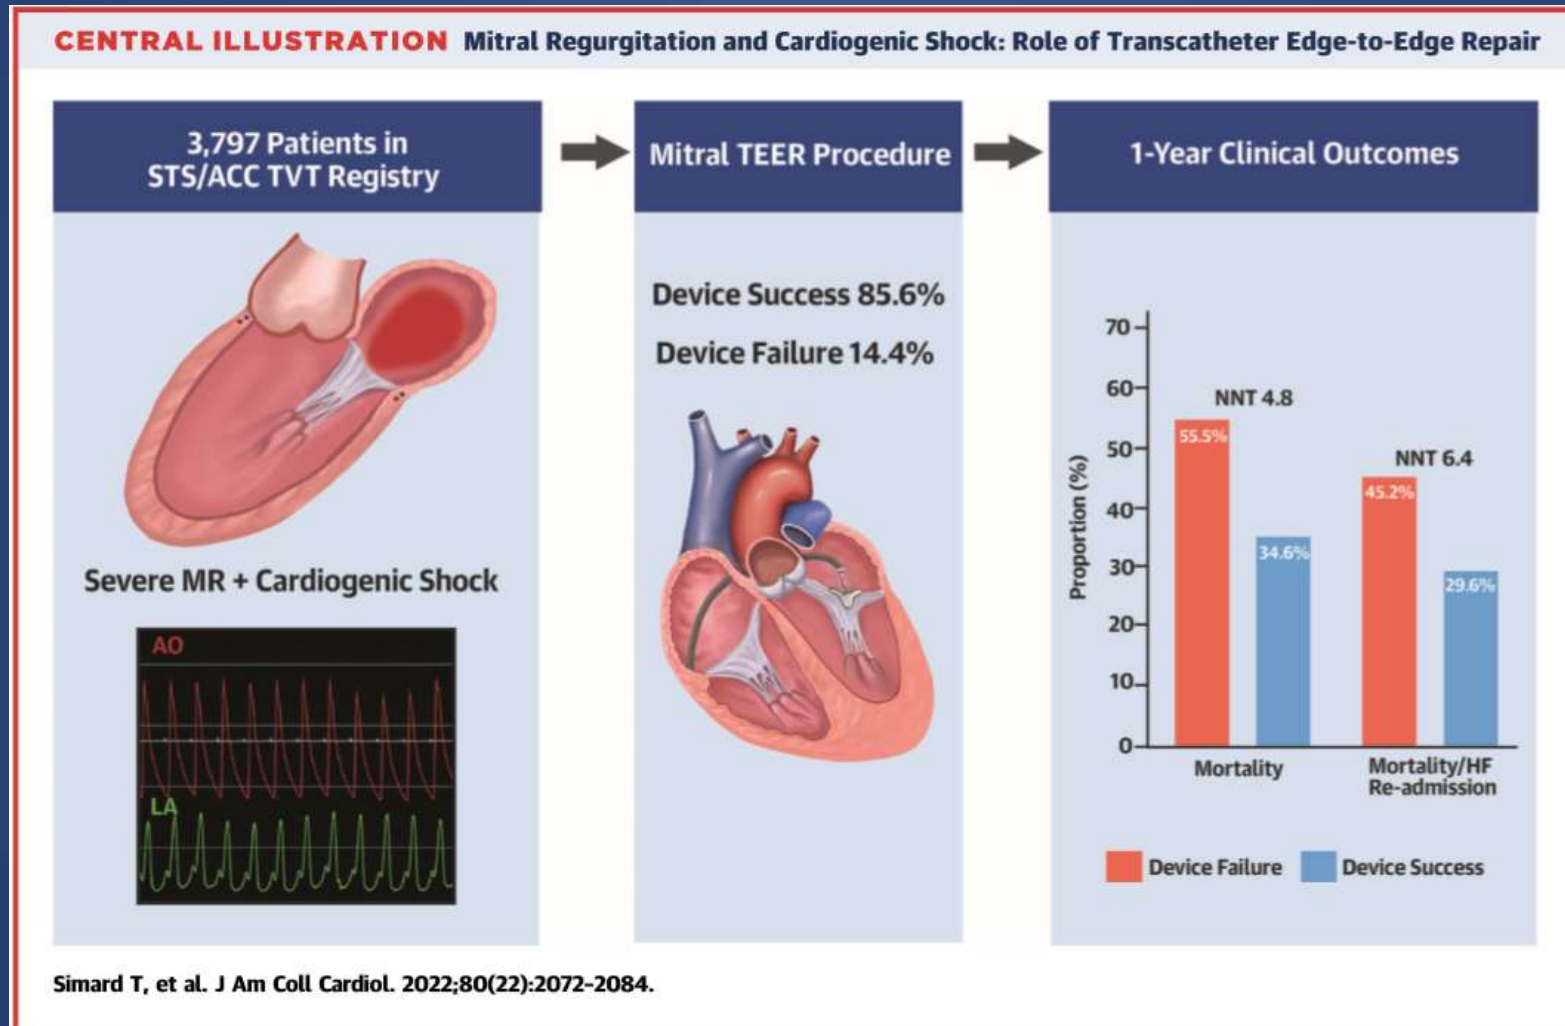 CENTRAL ILLUSTRATION Mitral Regurgitation and Cardiogenic Shock: Role of Transcatheter Edge-to-Edge Repair
3,797 Patients in
STS/ACC TVT Registry
Severe MR + Cardiogenic Shock
AO
LA
Mitral TEER Procedure
Device Success 85.6%
Device Failure 14.4%
1-Year Clinical Outcomes
Proportion (%)
70
60
50
40
30
20
10
0
NNT 4.8
55.5%
34.6%
NNT 6.4
45.2%
29.6%
Mortality
Mortality/HF
Re-admission
Device Failure
Device Success
Simard T, et al. J Am Coll Cardiol. 2022;80(22):2072–2084.